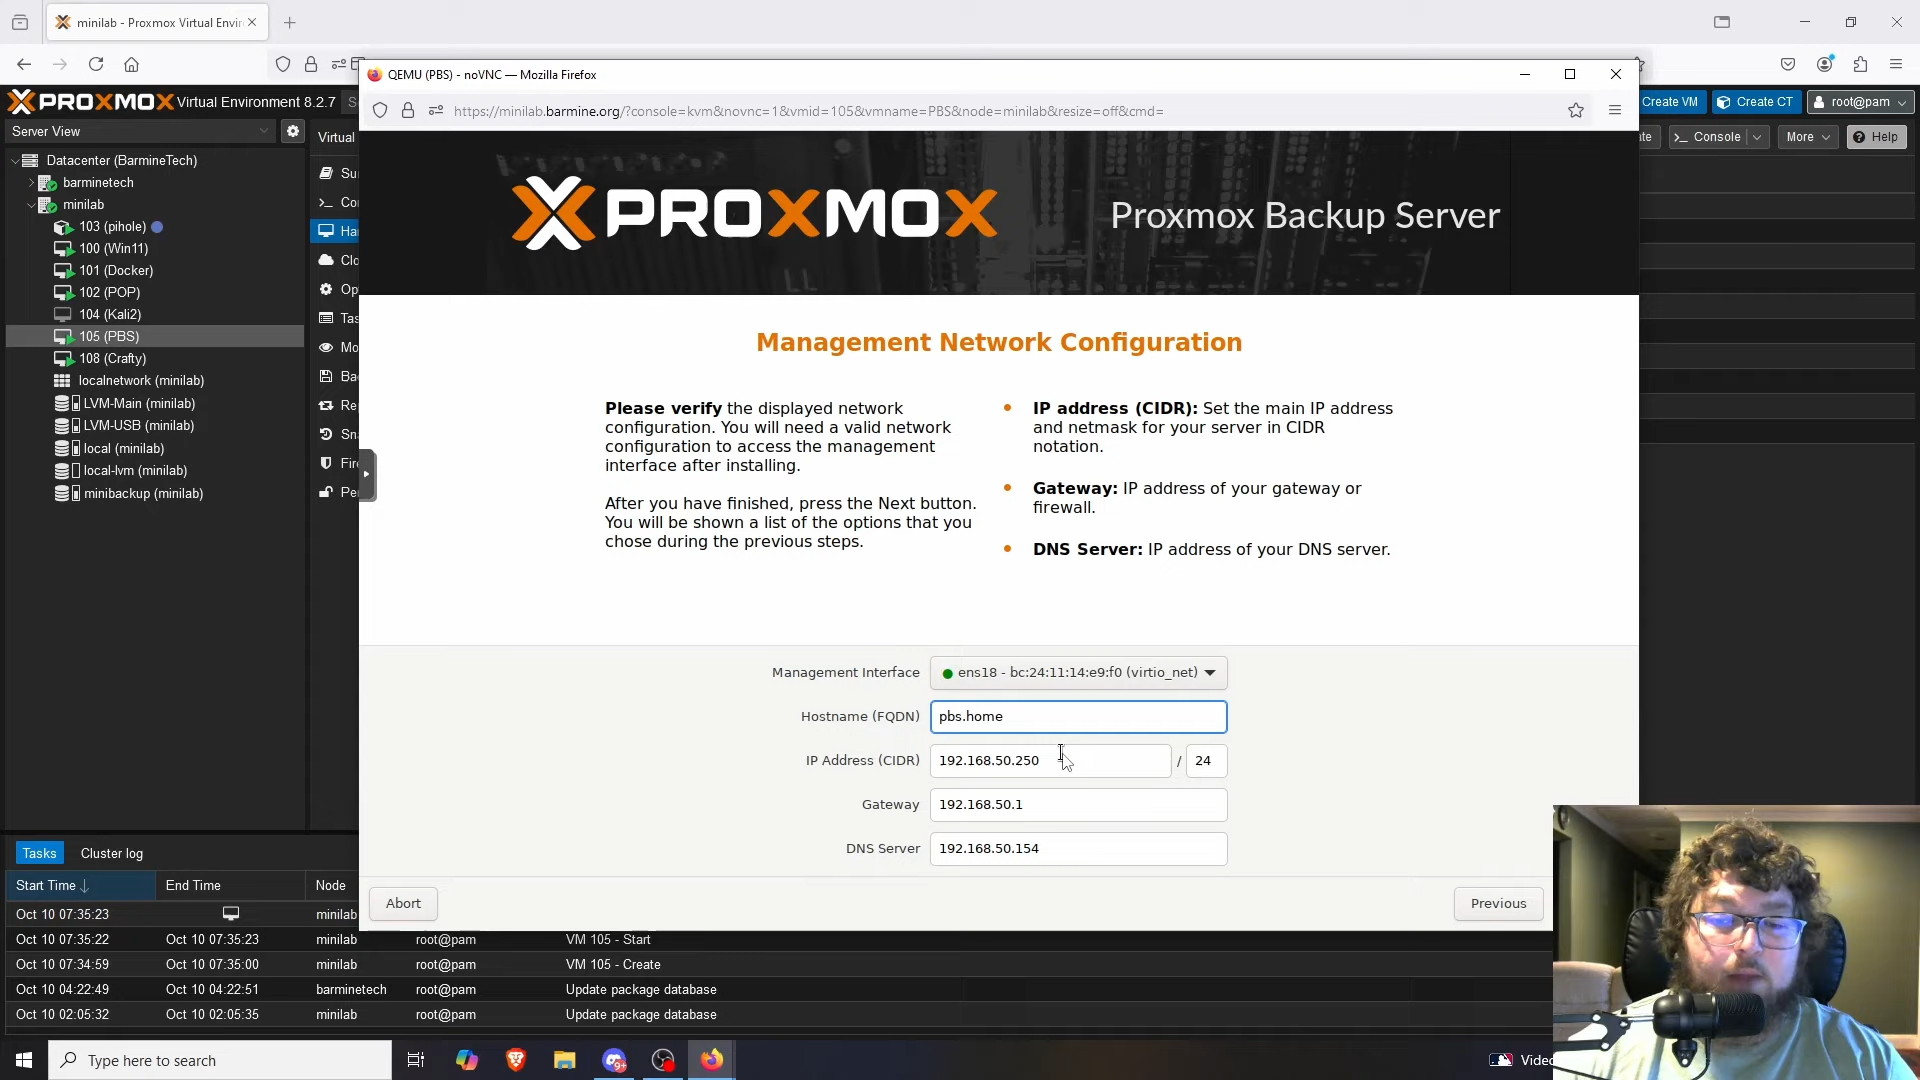 minilab - Proxmox Virtual Envir
QEMU (PBS) - noVNC — Mozilla Firefox
https://minilab.barmine.org/?console=kvm&novnc=1&vmid=105&vmname=PBS&node=minilab&resize=off&cmd=
PROXMOX Virtual Environment 8.2.7
Create VM
Create CT
root@pam
Server View
Virtual
Console
More
Help
Datacenter (BarmineTech)
barminetech
minilab
103 (pihole)
100 (Win11)
101 (Docker)
102 (POP)
104 (Kali2)
105 (PBS)
108 (Crafty)
localnetwork (minilab)
LVM-Main (minilab)
LVM-USB (minilab)
local (minilab)
local-lvm (minilab)
minibackup (minilab)
PROXMOX
Proxmox Backup Server
Management Network Configuration
Please verify the displayed network
configuration. You will need a valid network
configuration to access the management
interface after installing.
After you have finished, press the Next button.
You will be shown a list of the options that you
chose during the previous steps.
IP address (CIDR): Set the main IP address
and netmask for your server in CIDR
notation.
Gateway: IP address of your gateway or
firewall.
DNS Server: IP address of your DNS server.
Management Interface
ens18 - bc:24:11:14:e9:f0 (virtio_net)
Hostname (FQDN)
pbs.home
IP Address (CIDR)
192.168.50.250 / 24
Gateway
192.168.50.1
DNS Server
192.168.50.154
Abort
Previous
Tasks
Cluster log
Start Time
End Time
Node
Oct 10 07:35:23 minilab
Oct 10 07:35:22 Oct 10 07:35:23 minilab root@pam VM 105 - Start
Oct 10 07:34:59 Oct 10 07:35:00 minilab root@pam VM 105 - Create
Oct 10 04:22:49 Oct 10 04:22:51 barminetech root@pam Update package database
Oct 10 02:05:32 Oct 10 02:05:35 minilab root@pam Update package database
Type here to search